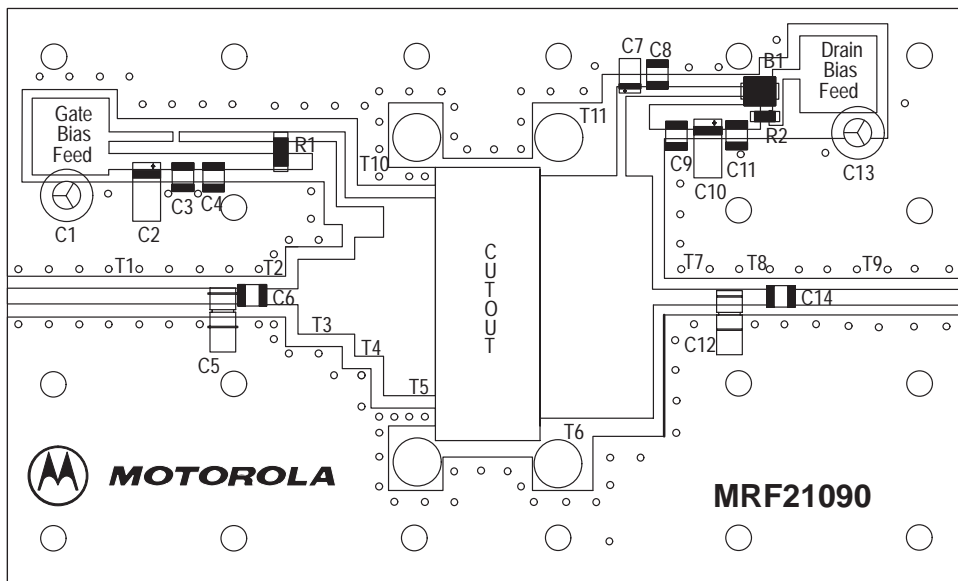 C7
C8
B1
Drain
Bias
Feed
Gate
Bias
Feed
R1
T11
R2
T10
C9
C10
C11
C13
C1
C2
C3
C4
CUTOUT
T1
T2
T7
T8
T9
C6
C14
T3
C5
T4
C12
T5
T6
MOTOROLA
MRF21090